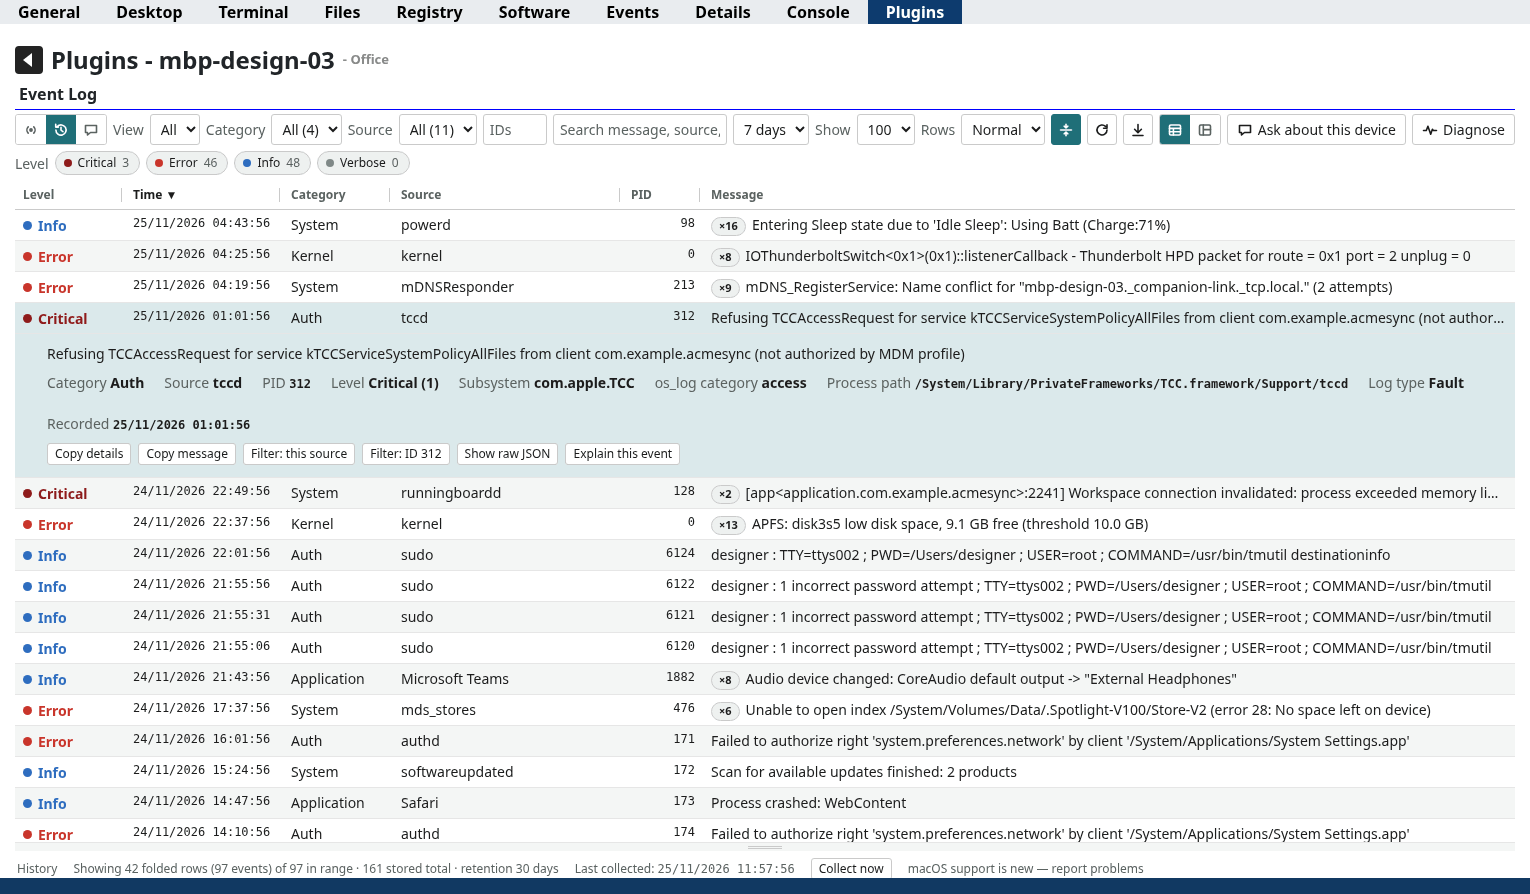 General Desktop Terminal Files Registry Software Events Details Console Plugins
Plugins - mbp-design-03 - Office
Event Log
View All Category All (4) Source All (11) IDs Search message, source, 7 days Show 100 Rows Normal Ask about this device Diagnose
Level Critical 3 Error 46 Info 48 Verbose 0
Level Time ▼ Category Source PID Message
Info 25/11/2026 04:43:56 System powerd 98 ×16 Entering Sleep state due to 'Idle Sleep': Using Batt (Charge:71%)
Error 25/11/2026 04:25:56 Kernel kernel 0 ×8 IOThunderboltSwitch<0x1>(0x1)::listenerCallback - Thunderbolt HPD packet for route = 0x1 port = 2 unplug = 0
Error 25/11/2026 04:19:56 System mDNSResponder 213 ×9 mDNS_RegisterService: Name conflict for "mbp-design-03._companion-link._tcp.local." (2 attempts)
Critical 25/11/2026 01:01:56 Auth tccd 312 Refusing TCCAccessRequest for service kTCCServiceSystemPolicyAllFiles from client com.example.acmesync (not author...
Refusing TCCAccessRequest for service kTCCServiceSystemPolicyAllFiles from client com.example.acmesync (not authorized by MDM profile)
Category Auth Source tccd PID 312 Level Critical (1) Subsystem com.apple.TCC os_log category access Process path /System/Library/PrivateFrameworks/TCC.framework/Support/tccd Log type Fault
Recorded 25/11/2026 01:01:56
Copy details Copy message Filter: this source Filter: ID 312 Show raw JSON Explain this event
Critical 24/11/2026 22:49:56 System runningboardd 128 ×2 [app<application.com.example.acmesync>:2241] Workspace connection invalidated: process exceeded memory li...
Error 24/11/2026 22:37:56 Kernel kernel 0 ×13 APFS: disk3s5 low disk space, 9.1 GB free (threshold 10.0 GB)
Info 24/11/2026 22:01:56 Auth sudo 6124 designer : TTY=ttys002 ; PWD=/Users/designer ; USER=root ; COMMAND=/usr/bin/tmutil destinationinfo
Info 24/11/2026 21:55:56 Auth sudo 6122 designer : 1 incorrect password attempt ; TTY=ttys002 ; PWD=/Users/designer ; USER=root ; COMMAND=/usr/bin/tmutil
Info 24/11/2026 21:55:31 Auth sudo 6121 designer : 1 incorrect password attempt ; TTY=ttys002 ; PWD=/Users/designer ; USER=root ; COMMAND=/usr/bin/tmutil
Info 24/11/2026 21:55:06 Auth sudo 6120 designer : 1 incorrect password attempt ; TTY=ttys002 ; PWD=/Users/designer ; USER=root ; COMMAND=/usr/bin/tmutil
Info 24/11/2026 21:43:56 Application Microsoft Teams 1882 ×8 Audio device changed: CoreAudio default output -> "External Headphones"
Error 24/11/2026 17:37:56 System mds_stores 476 ×6 Unable to open index /System/Volumes/Data/.Spotlight-V100/Store-V2 (error 28: No space left on device)
Error 24/11/2026 16:01:56 Auth authd 171 Failed to authorize right 'system.preferences.network' by client '/System/Applications/System Settings.app'
Info 24/11/2026 15:24:56 System softwareupdated 172 Scan for available updates finished: 2 products
Info 24/11/2026 14:47:56 Application Safari 173 Process crashed: WebContent
Error 24/11/2026 14:10:56 Auth authd 174 Failed to authorize right 'system.preferences.network' by client '/System/Applications/System Settings.app'
History Showing 42 folded rows (97 events) of 97 in range · 161 stored total · retention 30 days Last collected: 25/11/2026 11:57:56 Collect now macOS support is new — report problems